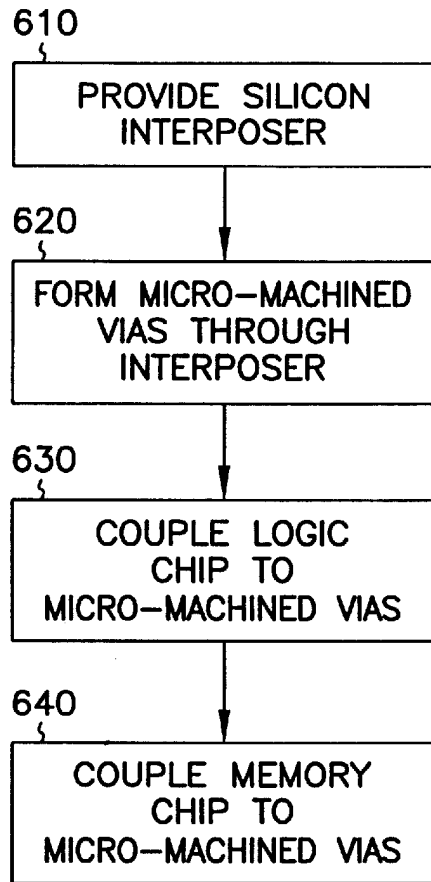 610
PROVIDE SILICON
INTERPOSER
620
FORM MICRO-MACHINED
VIAS THROUGH
INTERPOSER
630
COUPLE LOGIC
CHIP TO
MICRO-MACHINED VIAS
640
COUPLE MEMORY
CHIP TO
MICRO-MACHINED VIAS